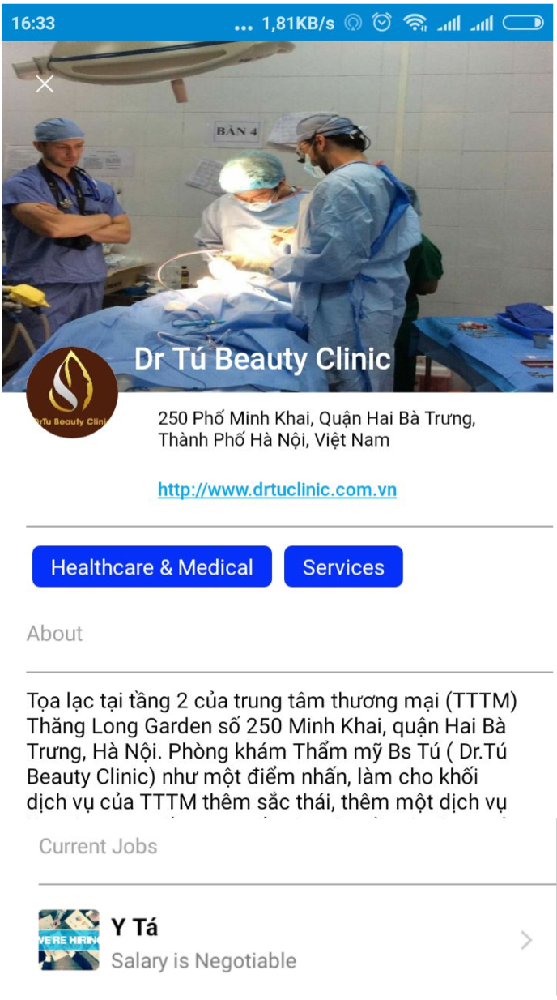 16:33 ... 1,81KB/s
BÀN 4
Dr Tú Beauty Clinic
DrTu Beauty Clini
250 Phố Minh Khai, Quận Hai Bà Trưng,
Thành Phố Hà Nội, Việt Nam
http://www.drtuclinic.com.vn
Healthcare & Medical Services
About
Tọa lạc tại tầng 2 của trung tâm thương mại (TTTM)
Thăng Long Garden số 250 Minh Khai, quận Hai Bà
Trưng, Hà Nội. Phòng khám Thẩm mỹ Bs Tú ( Dr.Tú
Beauty Clinic) như một điểm nhấn, làm cho khối
dịch vụ của TTTM thêm sắc thái, thêm một dịch vụ
Current Jobs
Y Tá
WE'RE HIRING
Salary is Negotiable